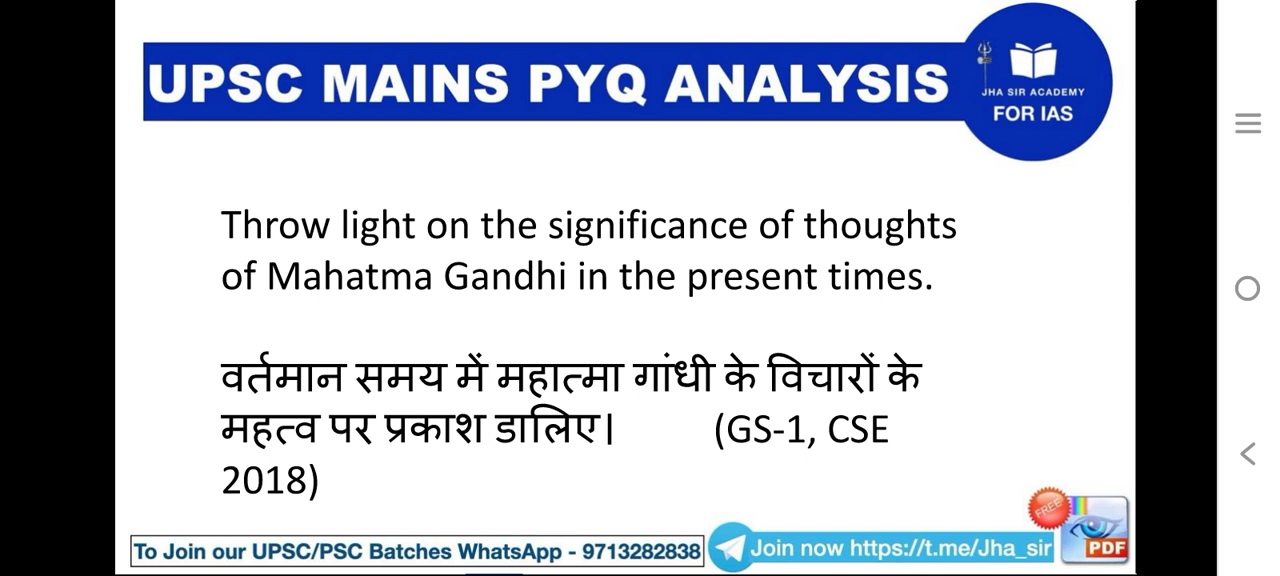 UPSC MAINS PYQ ANALYSIS
JHA SIR ACADEMY
FOR IAS
Throw light on the significance of thoughts
of Mahatma Gandhi in the present times.
वर्तमान समय में महात्मा गांधी के विचारों के
महत्व पर प्रकाश डालिए। (GS-1, CSE
2018)
FREE
To Join our UPSC/PSC Batches WhatsApp - 9713282838
Join now https://t.me/Jha_sir
PDF